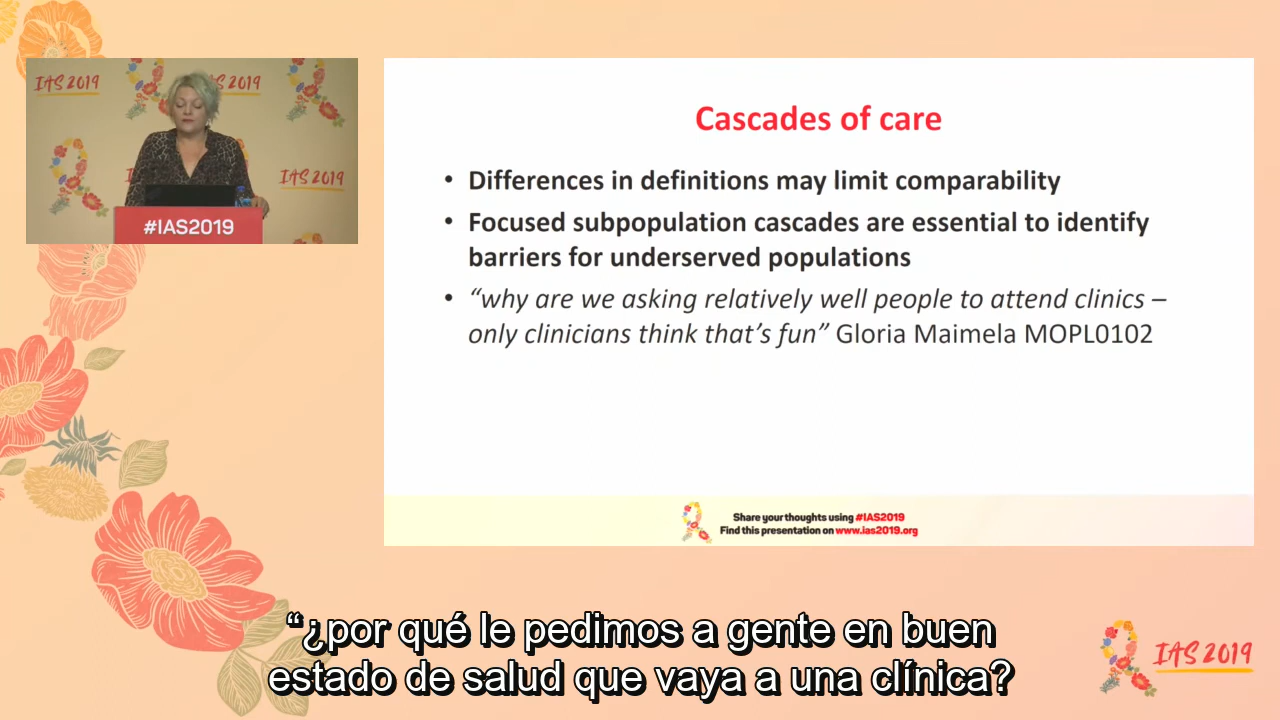 IAS 2019
IAS 2019
#IAS2019
Cascades of care
• Differences in definitions may limit comparability
• Focused subpopulation cascades are essential to identify
barriers for underserved populations
• “why are we asking relatively well people to attend clinics –
only clinicians think that’s fun” Gloria Maimela MOPL0102
Share your thoughts using #IAS2019
Find this presentation on www.ias2019.org
“¿por qué le pedimos a gente en buen
estado de salud que vaya a una clínica?
IAS 2019